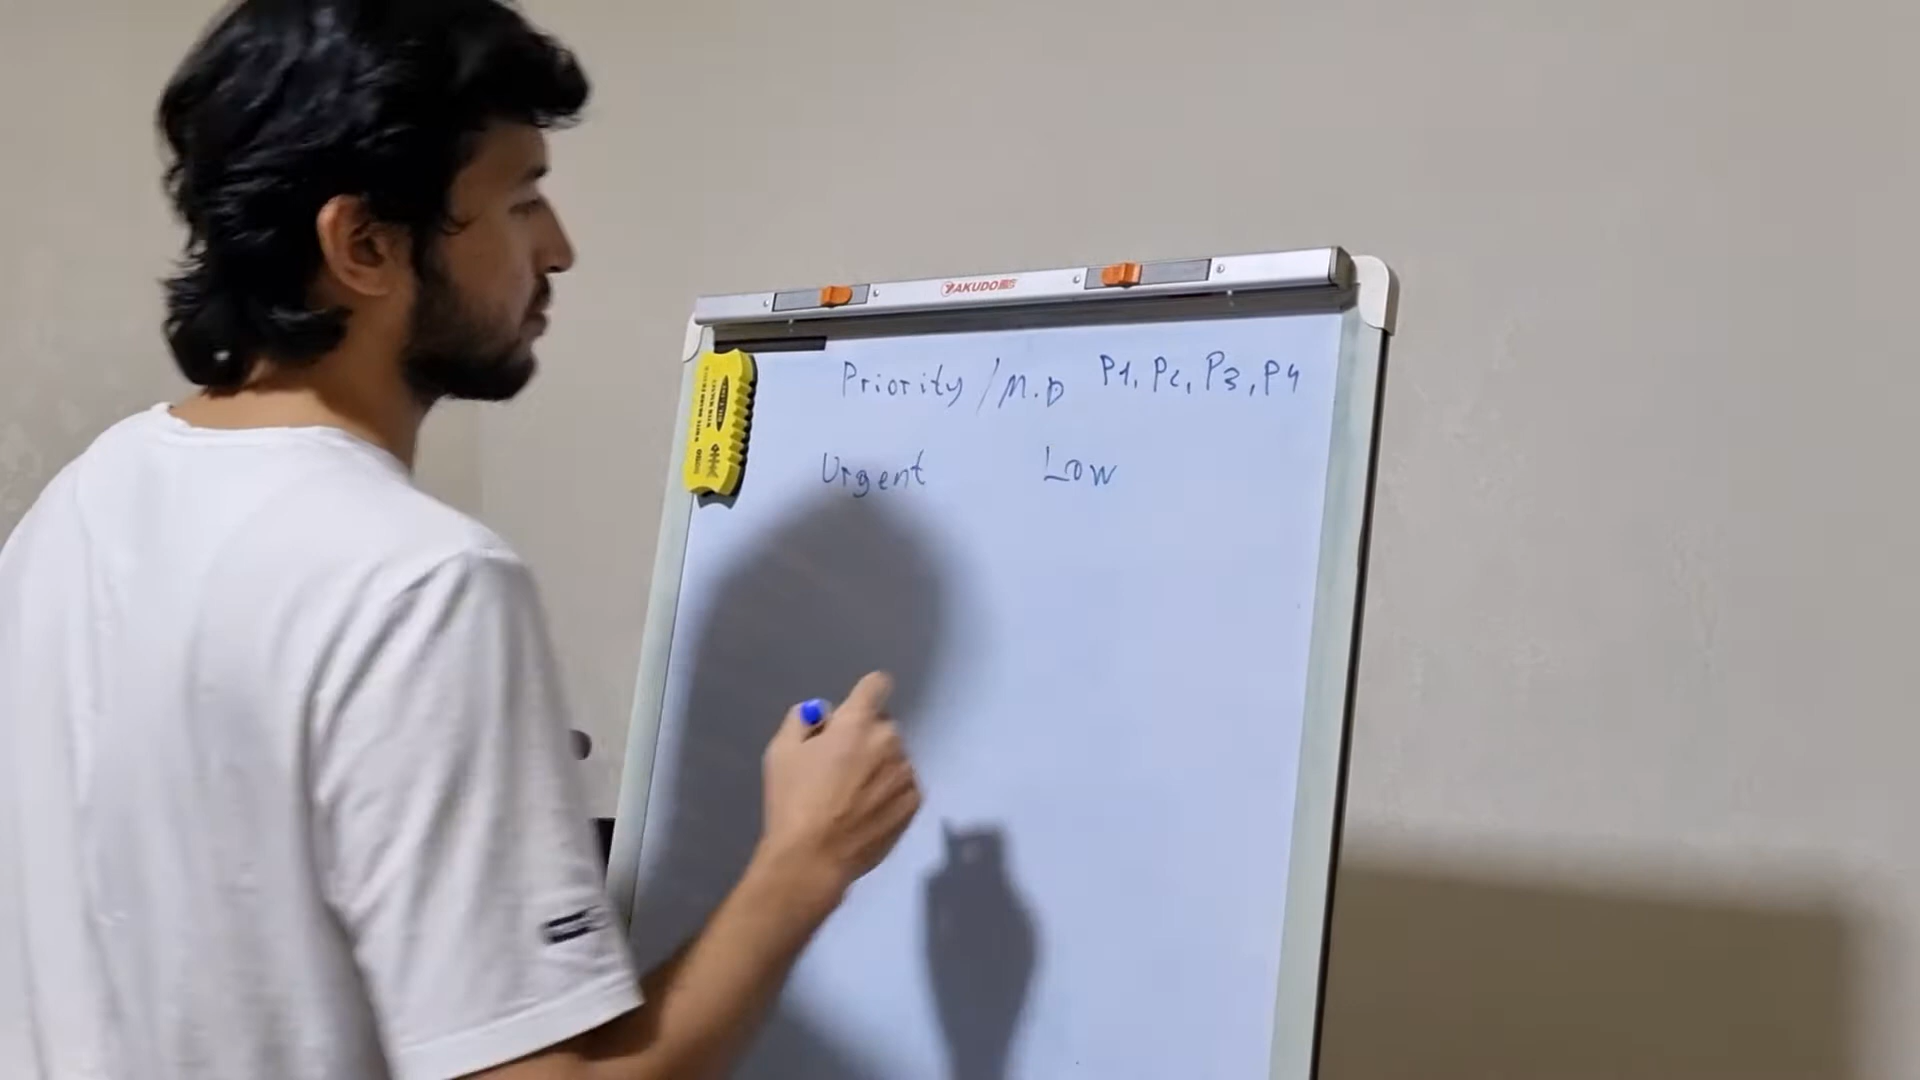 YAKUDO
Priority / M.D P1, P2, P3, P4
Urgent Low